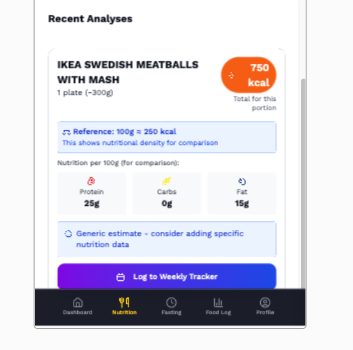 Recent Analyses
IKEA SWEDISH MEATBALLS
WITH MASH
1 plate (~300g)
750
kcal
Total for this
portion
Reference: 100g ≈ 250 kcal
This shows nutritional density for comparison
Nutrition per 100g (for comparison):
Protein
25g
Carbs
0g
Fat
15g
Generic estimate - consider adding specific
nutrition data
Log to Weekly Tracker
Dashboard
Nutrition
Fasting
Food Log
Profile